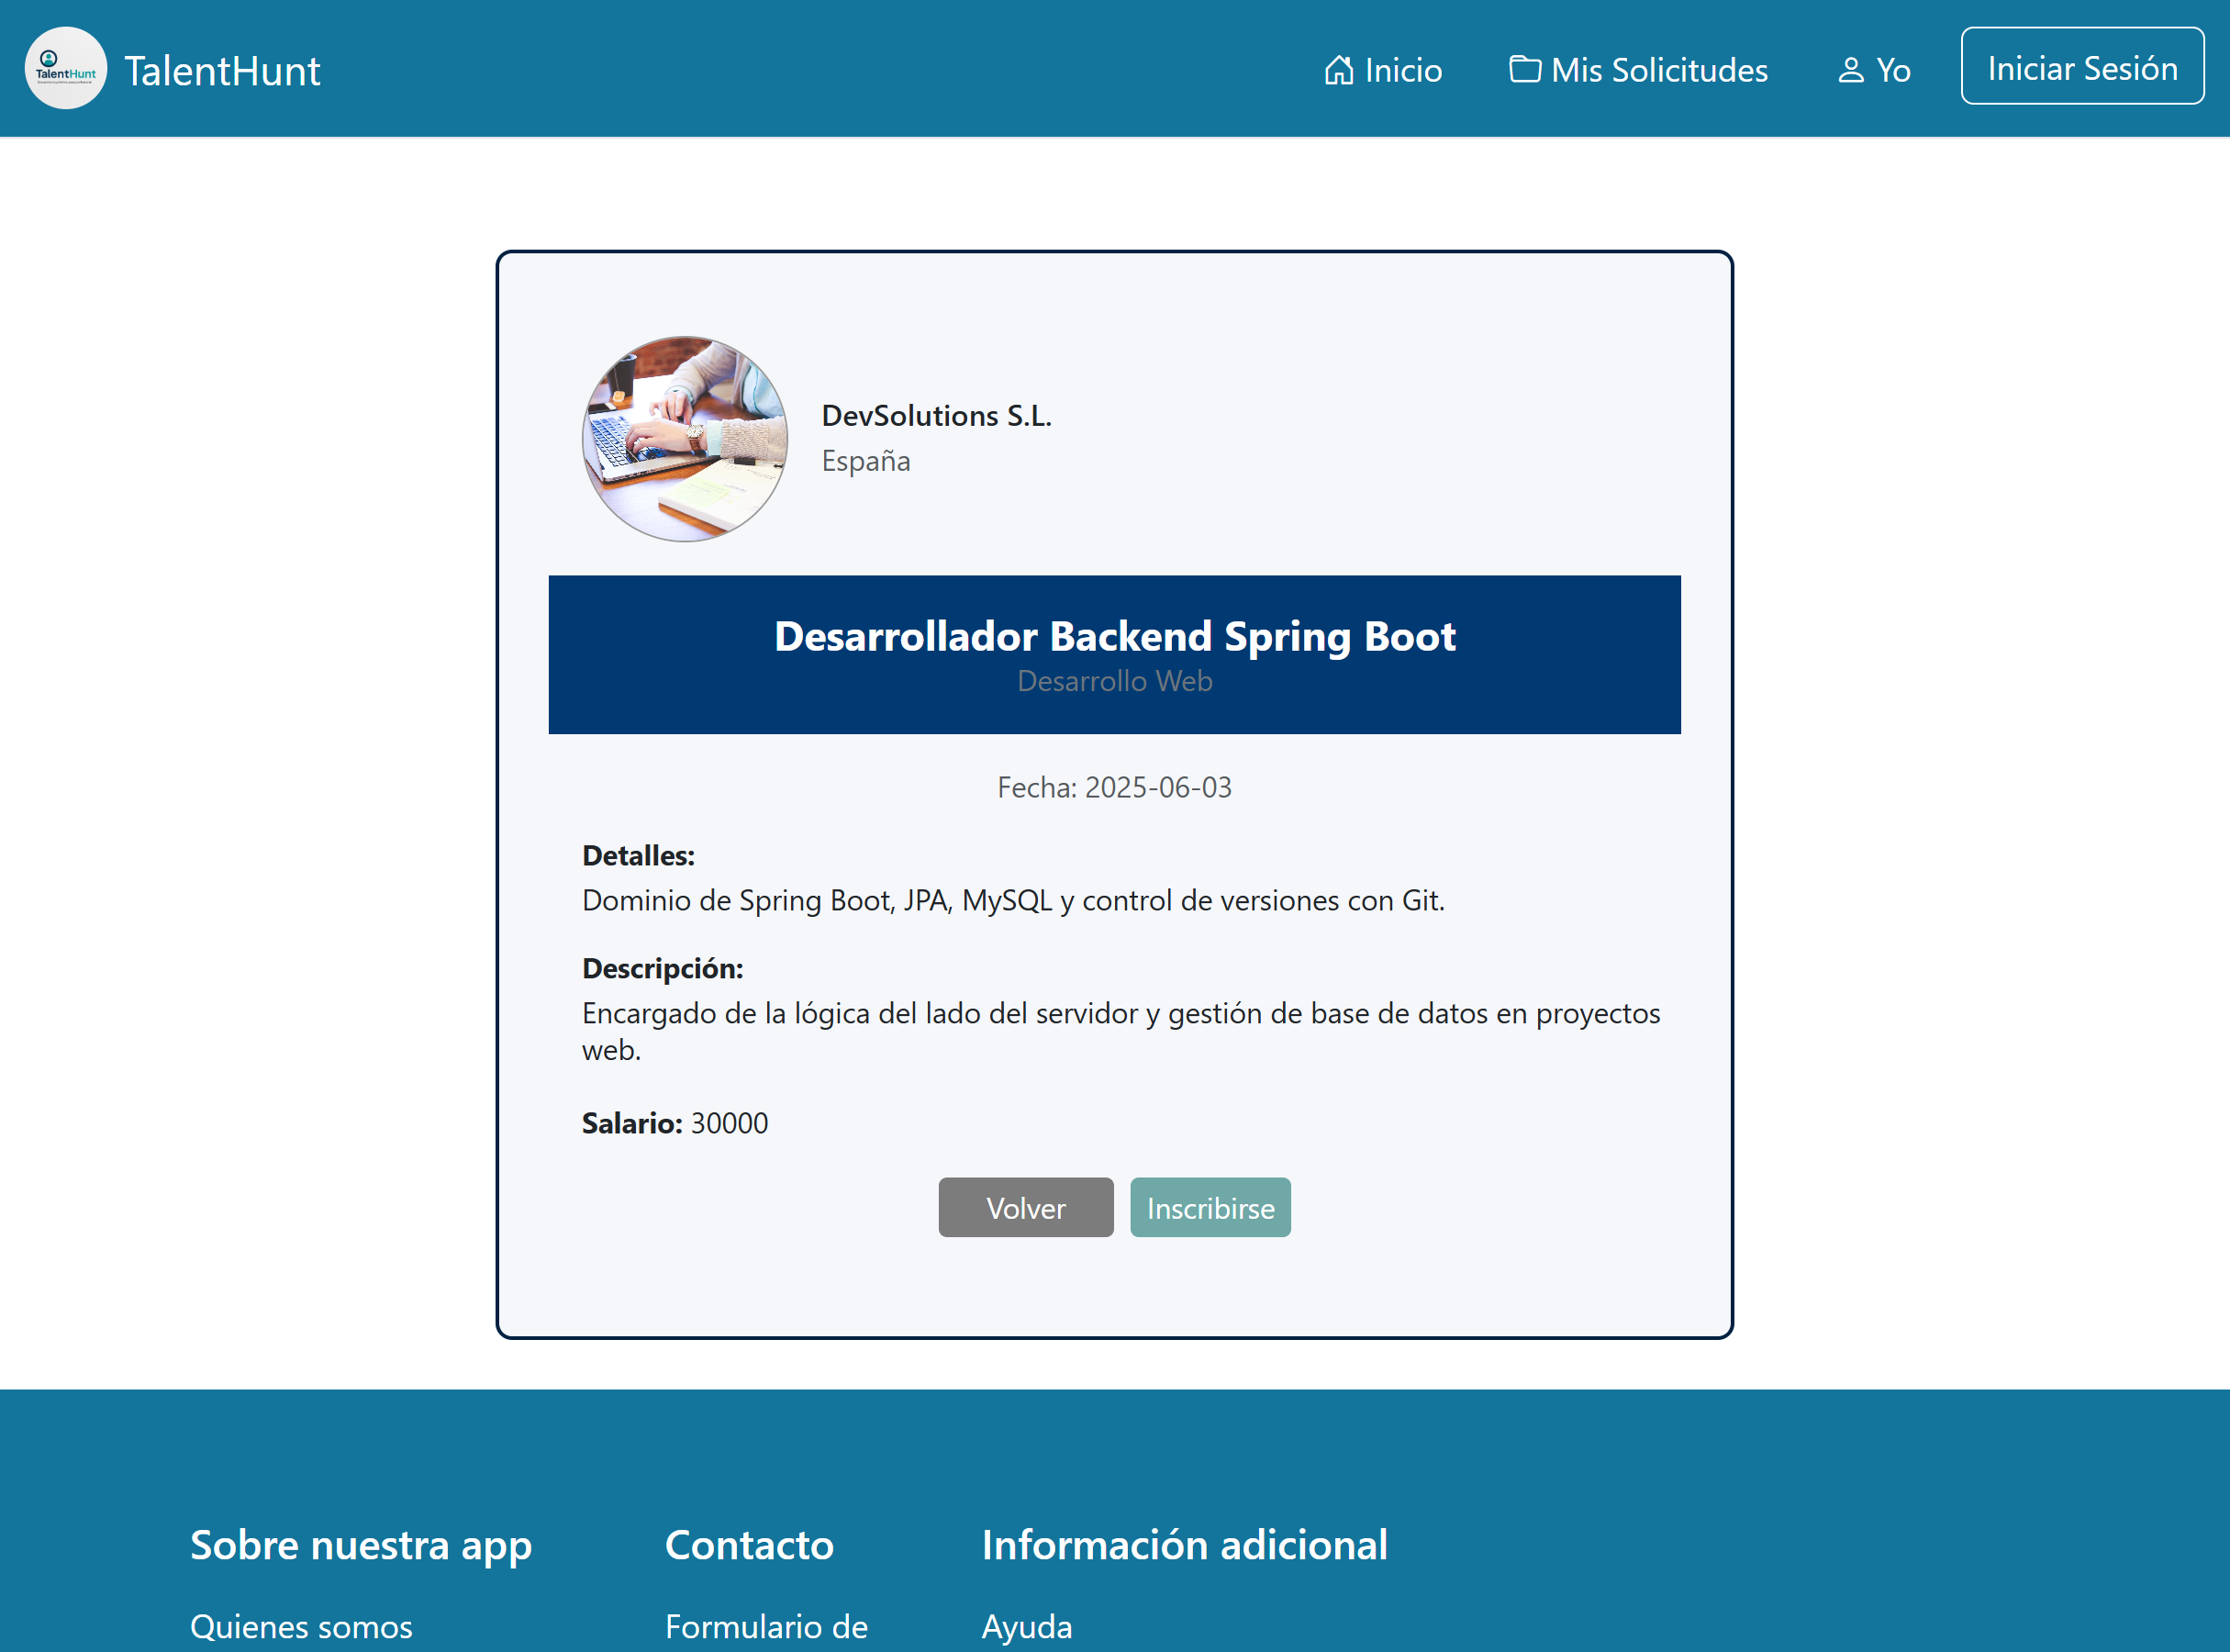 TalentHunt
TalentHunt
Inicio
Mis Solicitudes
Yo
Iniciar Sesión
DevSolutions S.L.
España
Desarrollador Backend Spring Boot
Desarrollo Web
Fecha: 2025-06-03
Detalles:
Dominio de Spring Boot, JPA, MySQL y control de versiones con Git.
Descripción:
Encargado de la lógica del lado del servidor y gestión de base de datos en proyectos
web.
Salario: 30000
Volver
Inscribirse
Sobre nuestra app
Contacto
Información adicional
Quienes somos
Formulario de
Ayuda